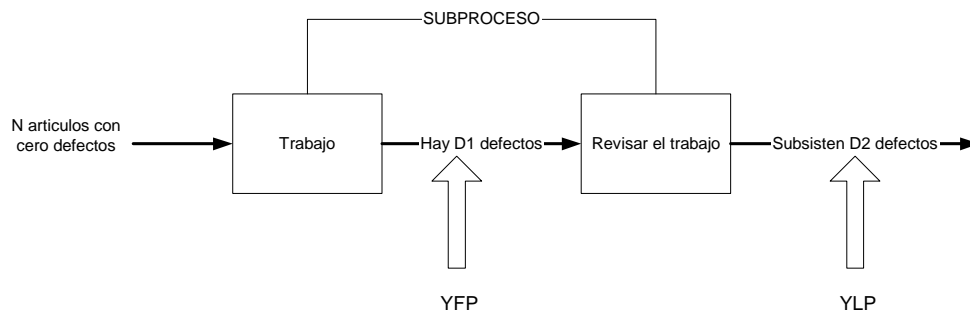 SUBPROCESO
N articulos con
cero defectos
Trabajo
Hay D1 defectos
Revisar el trabajo
Subsisten D2 defectos
YFP
YLP